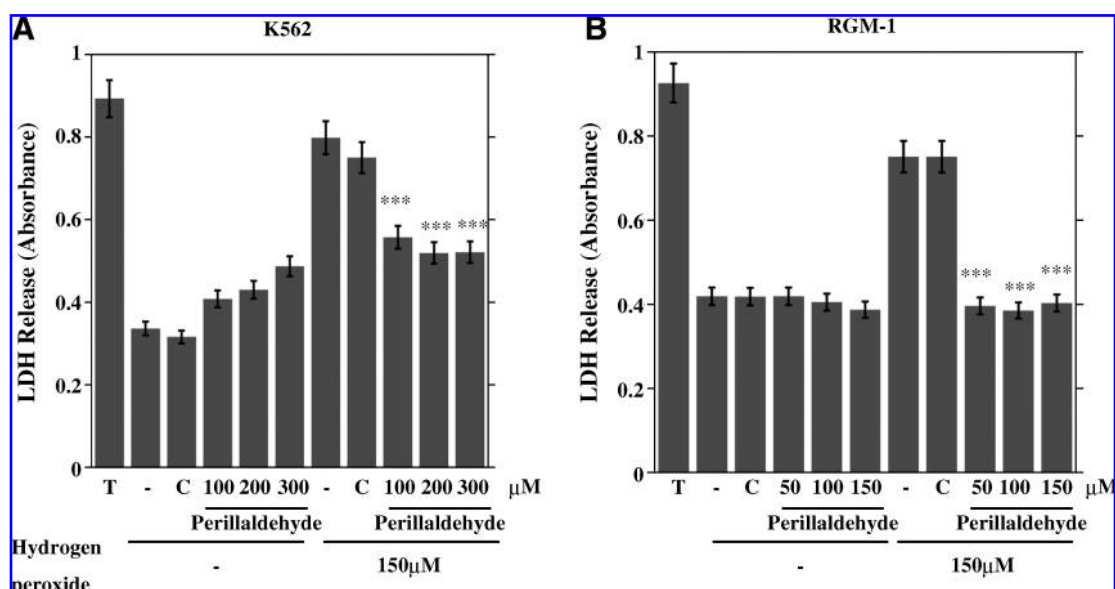 A
K562
LDH Release (Absorbance)
1
0.8
0.6
0.4
0.2
0
***
***
***
T - C 100 200 300 - C 100 200 300 μM
Perillaldehyde Perillaldehyde
Hydrogen
peroxide
- 150μM
B
RGM-1
LDH Release (Absorbance)
1
0.8
0.6
0.4
0.2
0
***
***
***
T - C 50 100 150 - C 50 100 150 μM
Perillaldehyde Perillaldehyde
- 150μM